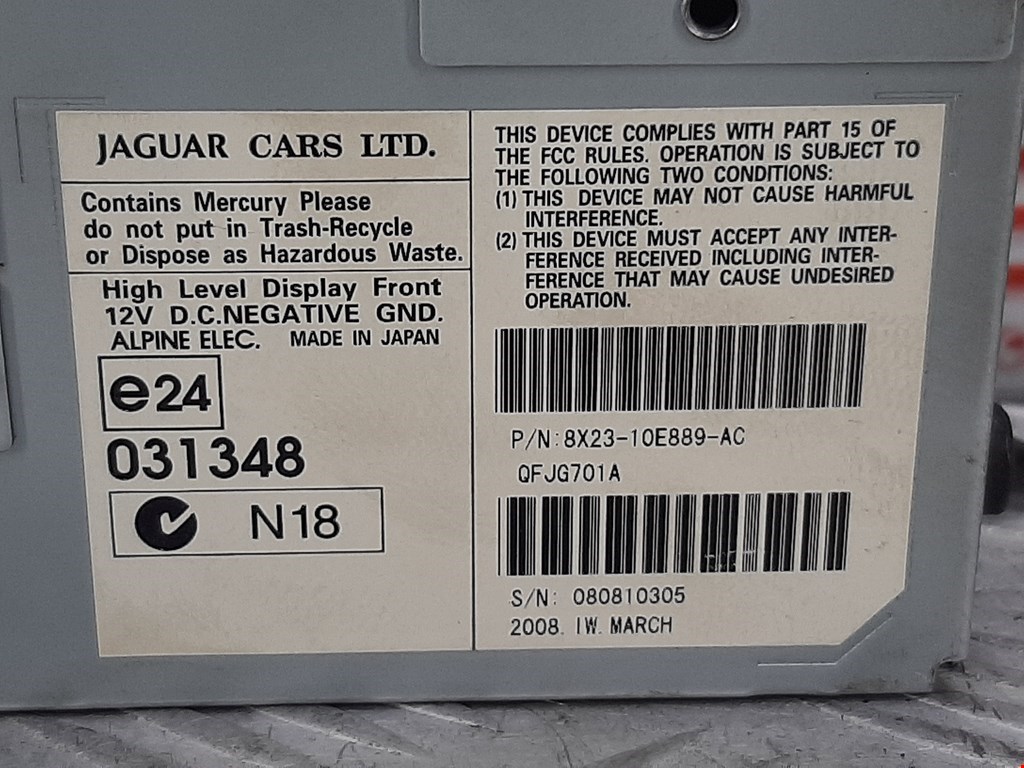 JAGUAR CARS LTD.
Contains Mercury Please
do not put in Trash-Recycle
or Dispose as Hazardous Waste.
High Level Display Front
12V D.C.NEGATIVE GND.
ALPINE ELEC. MADE IN JAPAN
e24
031348
N18
THIS DEVICE COMPLIES WITH PART 15 OF
THE FCC RULES. OPERATION IS SUBJECT TO
THE FOLLOWING TWO CONDITIONS:
(1) THIS DEVICE MAY NOT CAUSE HARMFUL
INTERFERENCE.
(2) THIS DEVICE MUST ACCEPT ANY INTER-
FERENCE RECEIVED INCLUDING INTER-
FERENCE THAT MAY CAUSE UNDESIRED
OPERATION.
P/N:8X23-10E889-AC
QFJG701A
S/N: 080810305
2008. 1W. MARCH